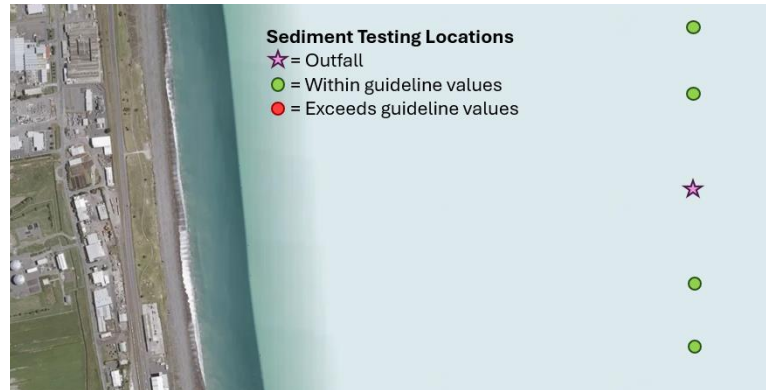 Sediment Testing Locations
= Outfall
= Within guideline values
= Exceeds guideline values